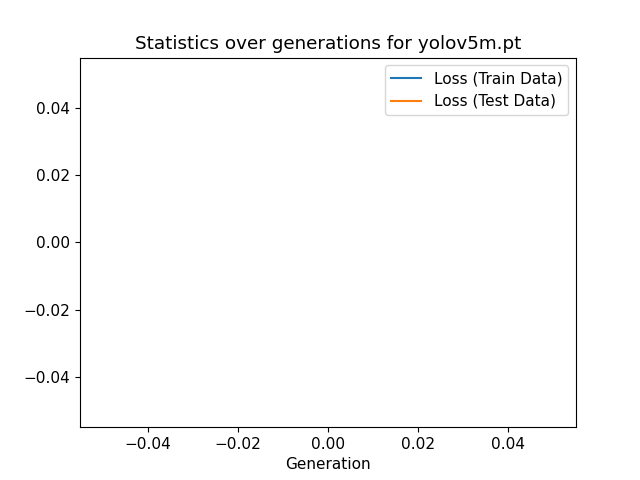 Statistics over generations for yolov5m.pt
Loss (Train Data)
Loss (Test Data)
0.04
0.02
0.00
−0.02
−0.04
−0.04 −0.02 0.00 0.02 0.04
Generation